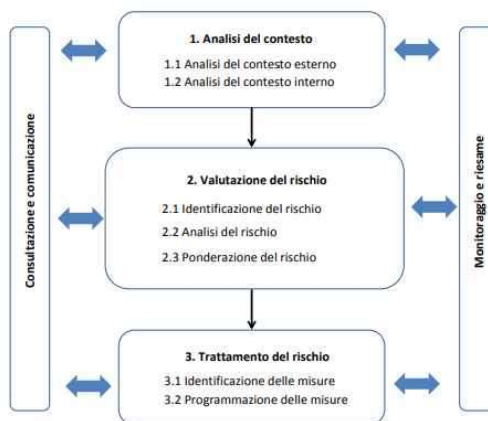 1. Analisi del contesto
1.1 Analisi del contesto esterno
1.2 Analisi del contesto interno
Consultazione e comunicazione
2. Valutazione del rischio
2.1 Identificazione del rischio
2.2 Analisi del rischio
2.3 Ponderazione del rischio
Monitoraggio e riesame
3. Trattamento del rischio
3.1 Identificazione delle misure
3.2 Programmazione delle misure